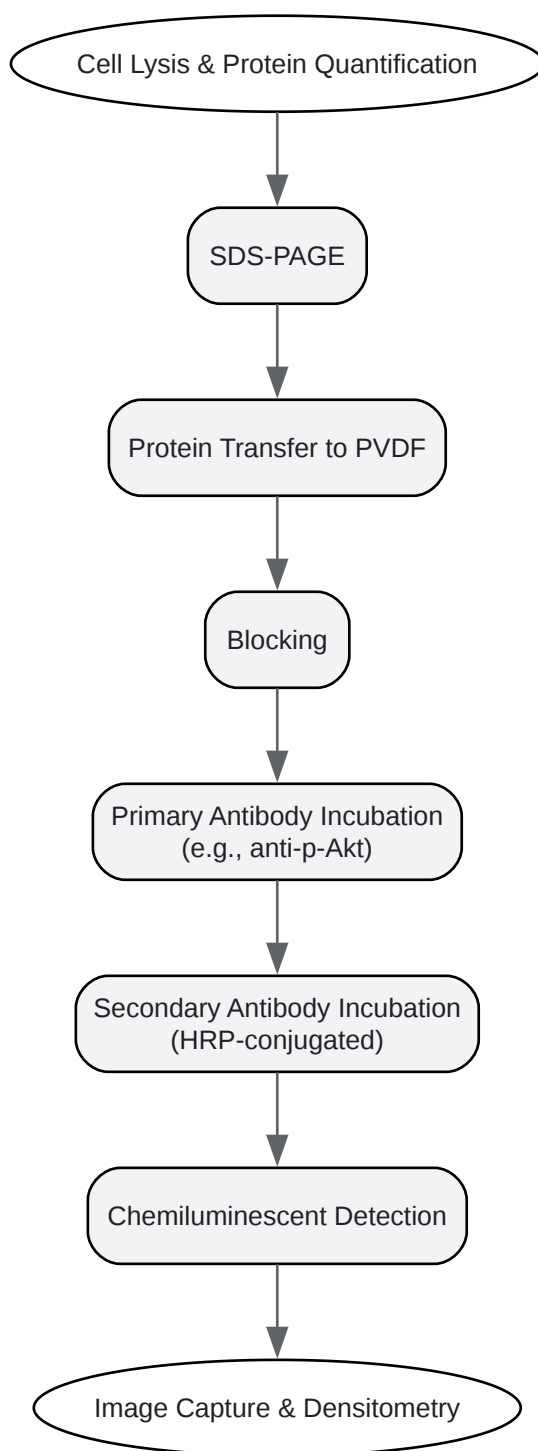 Cell Lysis & Protein Quantification
SDS-PAGE
Protein Transfer to PVDF
Blocking
Primary Antibody Incubation
(e.g., anti-p-Akt)
Secondary Antibody Incubation
(HRP-conjugated)
Chemiluminescent Detection
Image Capture & Densitometry